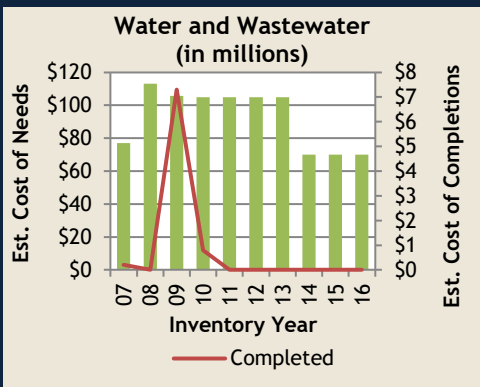 Water and Wastewater
(in millions)
Est. Cost of Needs
$120
$100
$80
$60
$40
$20
$0
$8
$7
$6
$5
$4
$3
$2
$1
$0
Est. Cost of Completions
07 08 09 10 11 12 13 14 15 16
Inventory Year
Completed